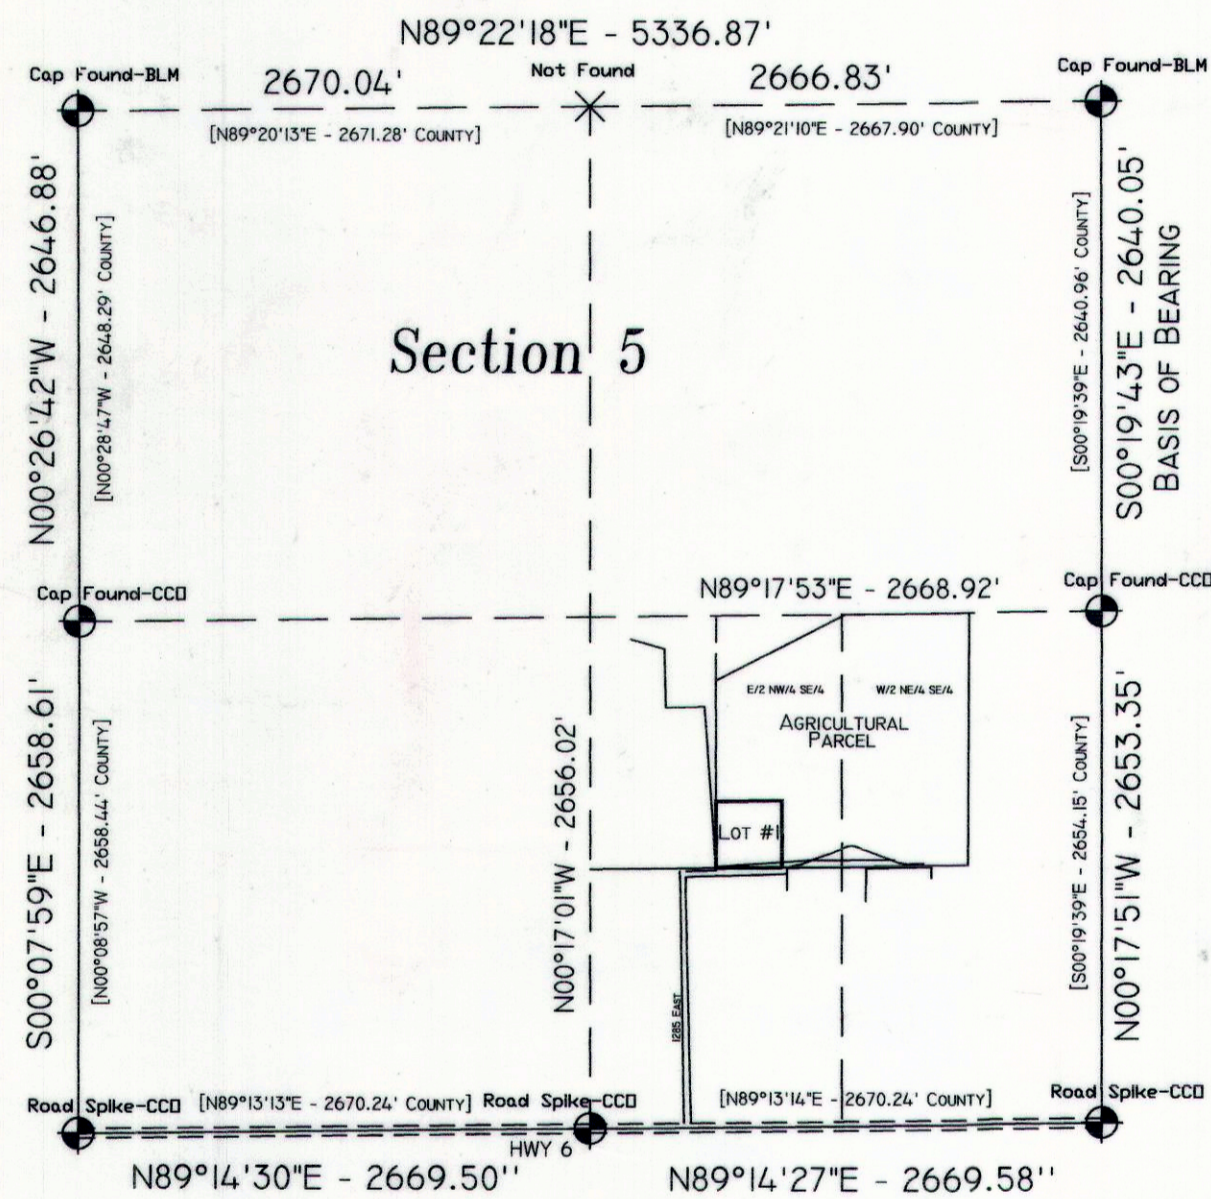 N89°22'18"E - 5336.87'
Cap Found-BLM
2670.04'
Not Found
2666.83'
Cap Found-BLM
[N89°20'13"E - 2671.28' COUNTY]
[N89°21'10"E - 2667.90' COUNTY]
N00°26'42"W - 2646.88'
[N00°28'47"W - 2648.29' COUNTY]
Section 5
[S00°19'39"E - 2640.96' COUNTY]
S00°19'43"E - 2640.05'
BASIS OF BEARING
Cap Found-CCO
N89°17'53"E - 2668.92'
Cap Found-CCO
E/2 NW/4 SE/4
W/2 NE/4 SE/4
AGRICULTURAL
PARCEL
LOT #1
S00°07'59"E - 2658.61'
[N00°08'57"W - 2658.44' COUNTY]
N00°17'01"W - 2656.02'
1285 EAST
[S00°19'39"E - 2654.15' COUNTY]
N00°17'51"W - 2653.35'
Road Spike-CCO
[N89°13'13"E - 2670.24' COUNTY]
Road Spike-CCO
[N89°13'14"E - 2670.24' COUNTY]
Road Spike-CCO
HWY 6
N89°14'30"E - 2669.50''
N89°14'27"E - 2669.58''